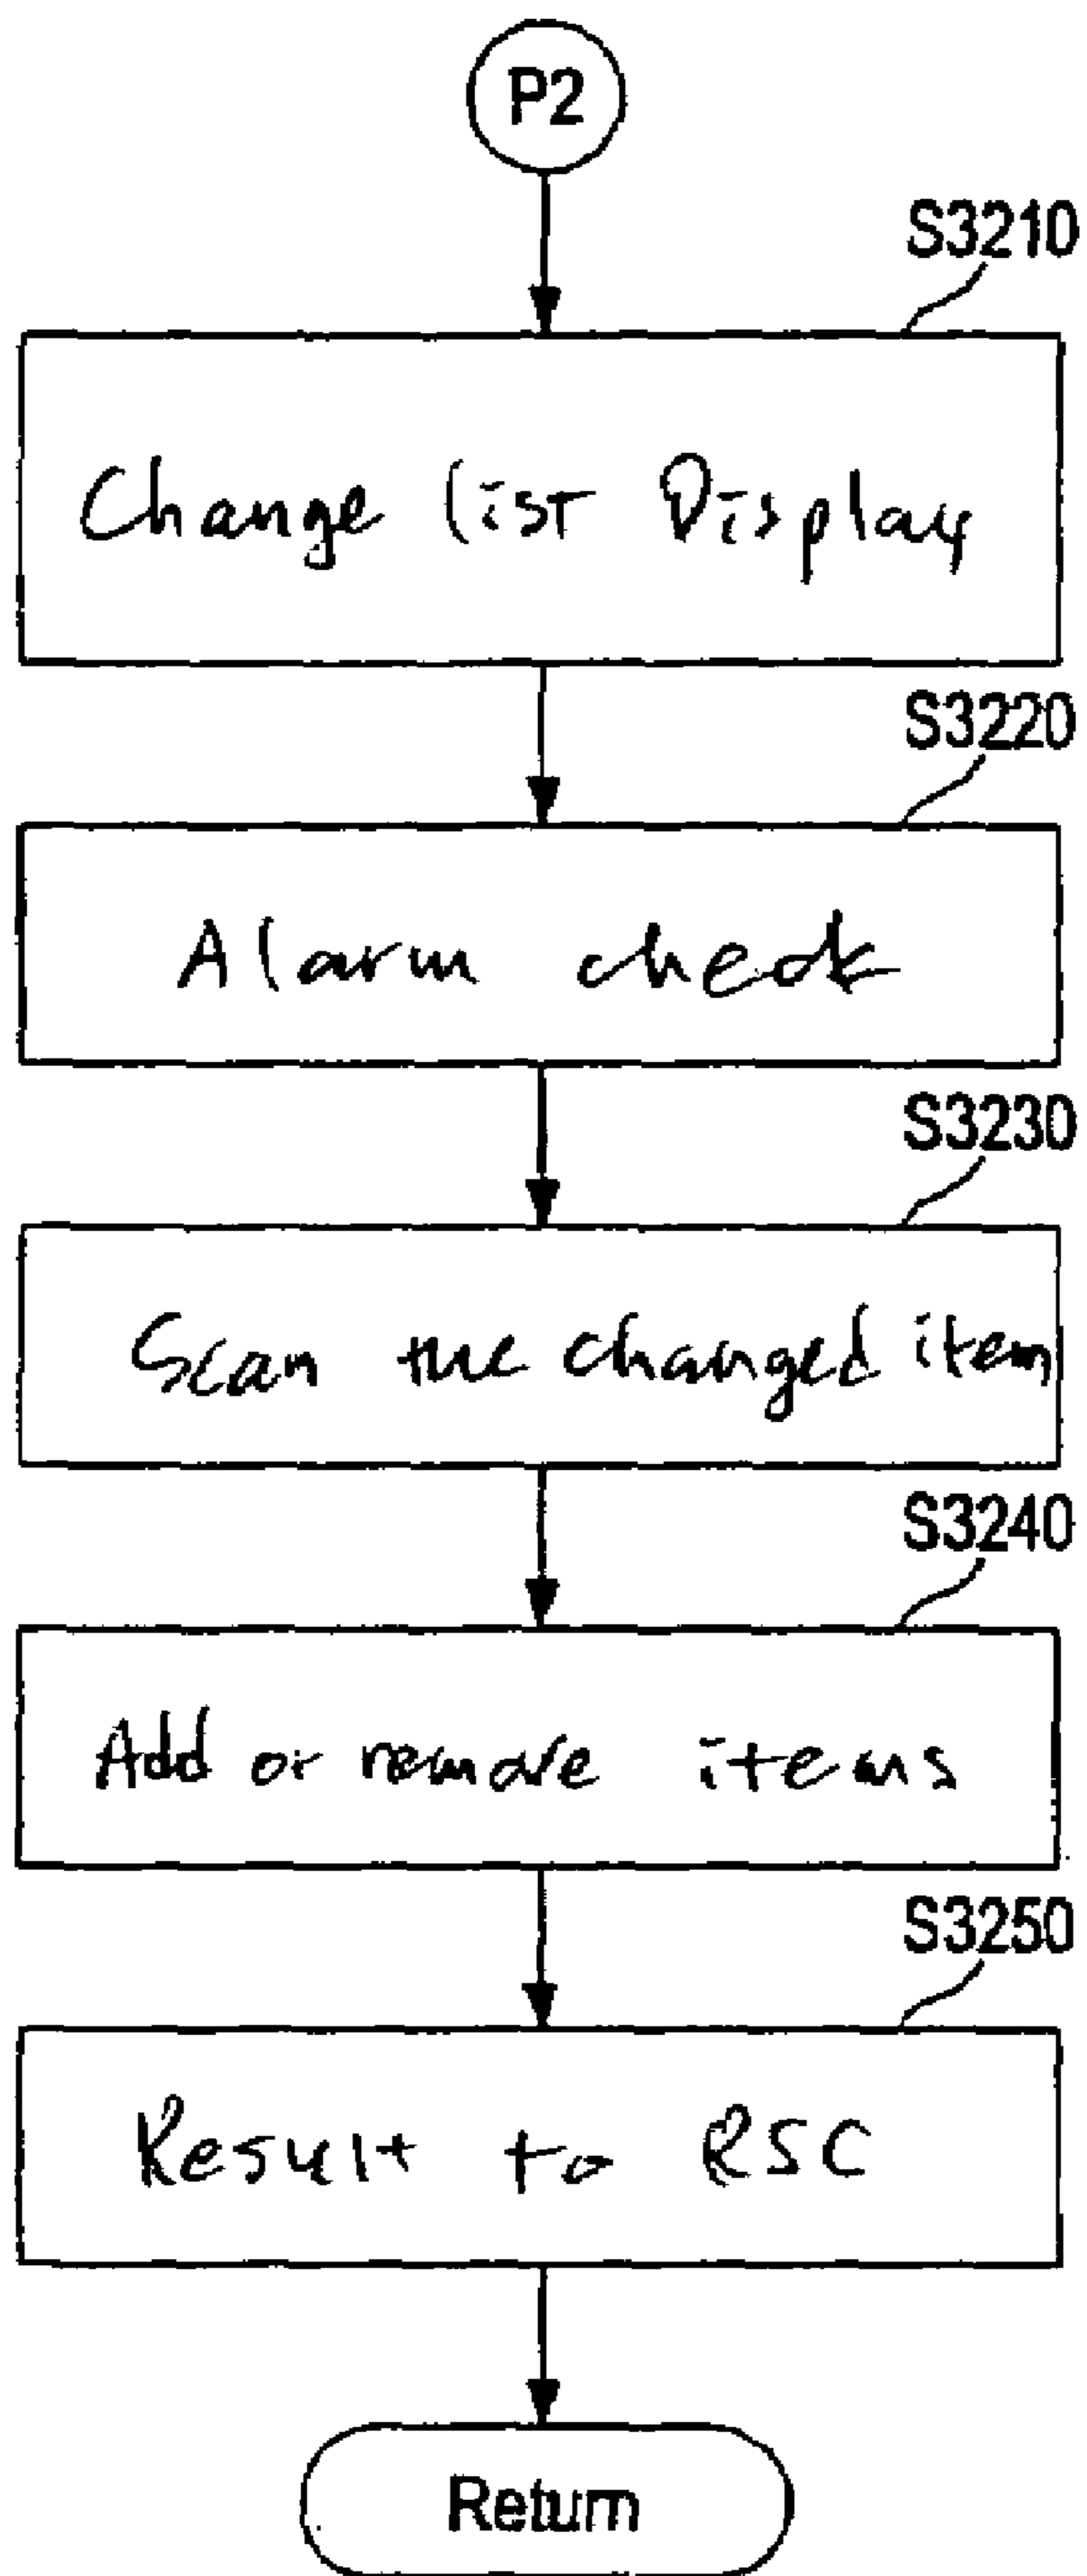 P2
S3210
Change list Display
S3220
Alarm check
S3230
Scan the changed item
S3240
Add or remove items
S3250
Result to RSC
Return